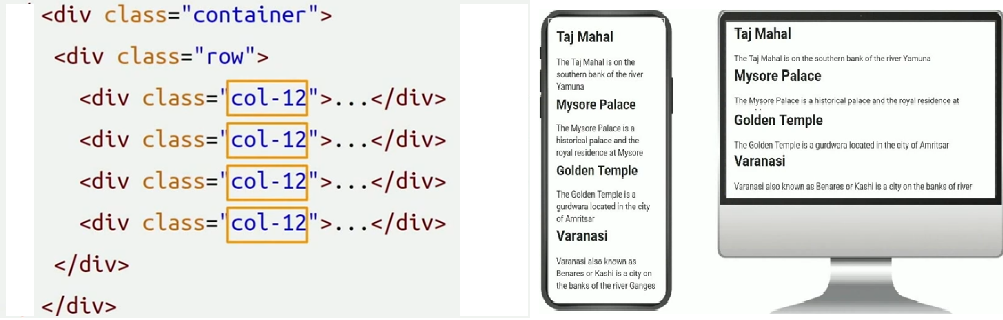 <div class="container">
<div class="row">
<div class="col-12">...</div>
<div class="col-12">...</div>
<div class="col-12">...</div>
<div class="col-12">...</div>
</div>
</div>
Taj Mahal
The Taj Mahal is on the
southern bank of the river
Yamuna
Mysore Palace
The Mysore Palace is a
historical palace and the
royal residence at Mysore
Golden Temple
The Golden Temple is a
gurdwara located in the city
of Amritsar
Varanasi
Varanasi also known as
Benares or Kashi is a city on
the banks of the river Ganges
Taj Mahal
The Taj Mahal is on the southern bank of the river Yamuna
Mysore Palace
The Mysore Palace is a historical palace and the royal residence at
Golden Temple
The Golden Temple is a gurdwara located in the city of Amritsar
Varanasi
Varanasi also known as Benares or Kashi is a city on the banks of river